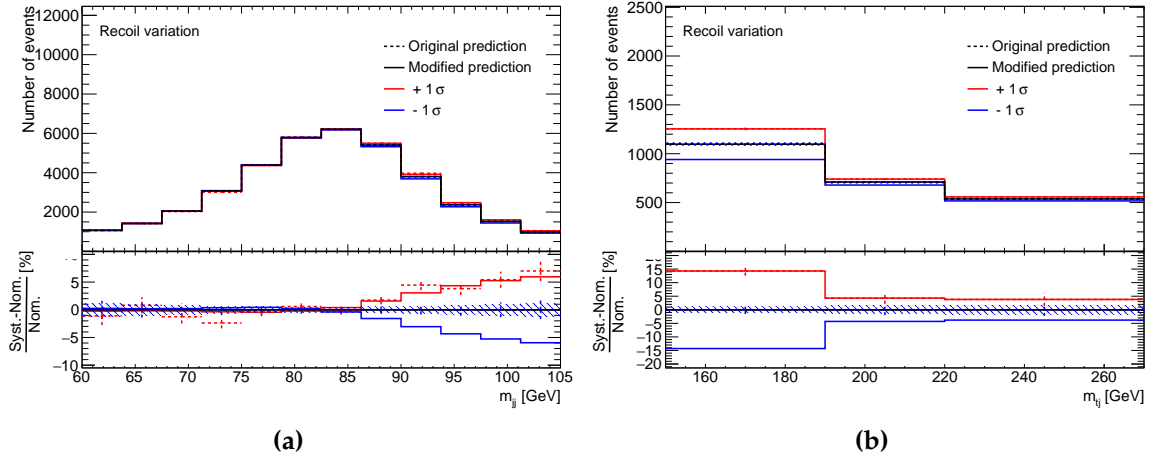 12000
10000
8000
6000
4000
2000
Number of events
Recoil variation
Original prediction
Modified prediction
+ 1 σ
- 1 σ
5
0
−5
−10
Syst.-Nom.
Nom.
[%]
60 65 70 75 80 85 90 95 100 105
m_jj [GeV]
(a)
2500
2000
1500
1000
500
Number of events
Recoil variation
Original prediction
Modified prediction
+ 1 σ
- 1 σ
15
10
5
0
−5
−10
−15
−20
Syst.-Nom.
Nom.
[%]
160 180 200 220 240 260
m_tj [GeV]
(b)